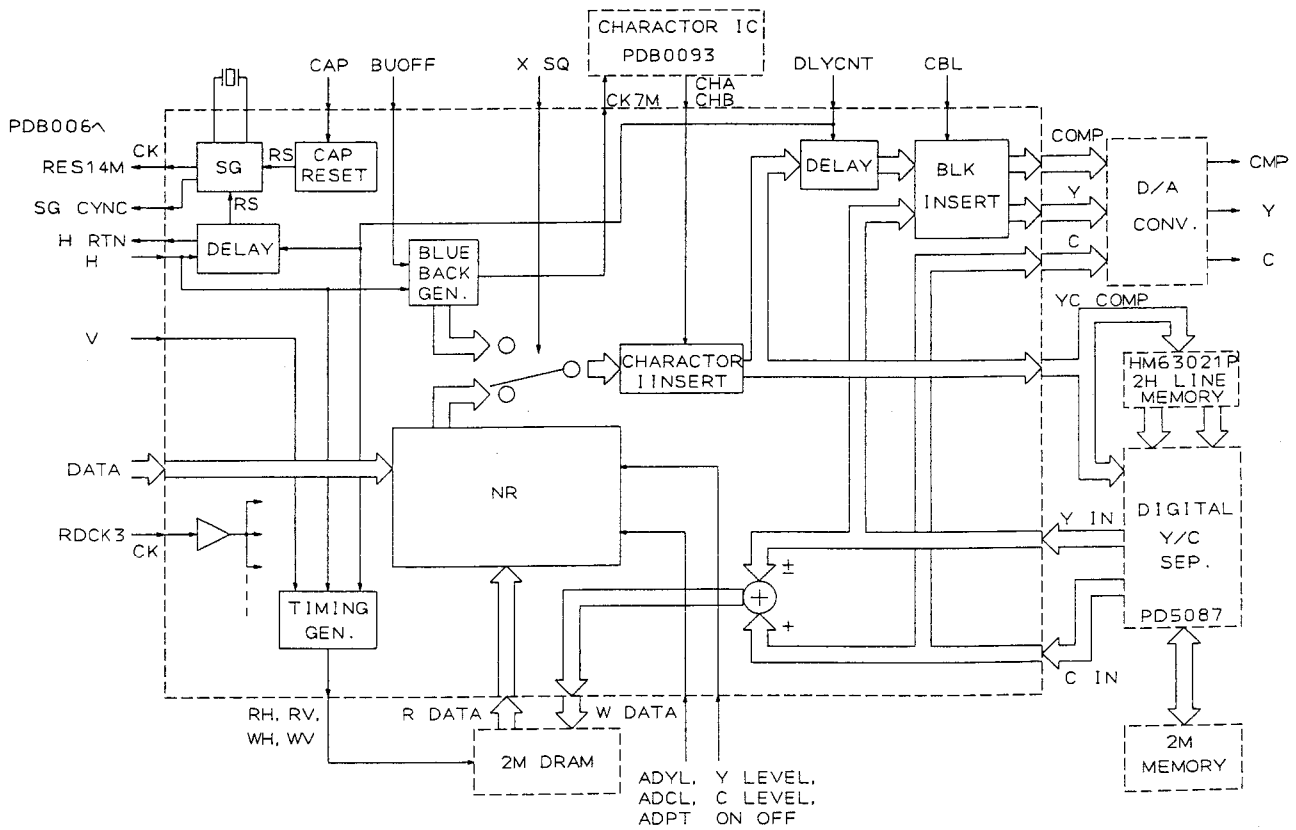 CHARACTOR IC
PDB0093
CAP
BUOFF
X SQ
CK7M
CHA
CHB
DLYCNT
CBL
RES14M
CK
SG
RS
CAP
RESET
SG CYNC
RS
H RTN
H
DELAY
BLUE
BACK
GEN.
DELAY
BLK
INSERT
COMP
Y
C
D/A
CONV.
CMP
Y
C
V
CHARACTOR
IINSERT
YC COMP
HM63021P
2H LINE
MEMORY
DATA
NR
RDCK3
CK
Y IN
DIGITAL
Y/C
SEP.
PD5087
±
+
+
TIMING
GEN.
C IN
RH, RV,
WH, WV
R DATA
W DATA
2M DRAM
ADYL, Y LEVEL,
ADCL, C LEVEL,
ADPT ON OFF
2M
MEMORY